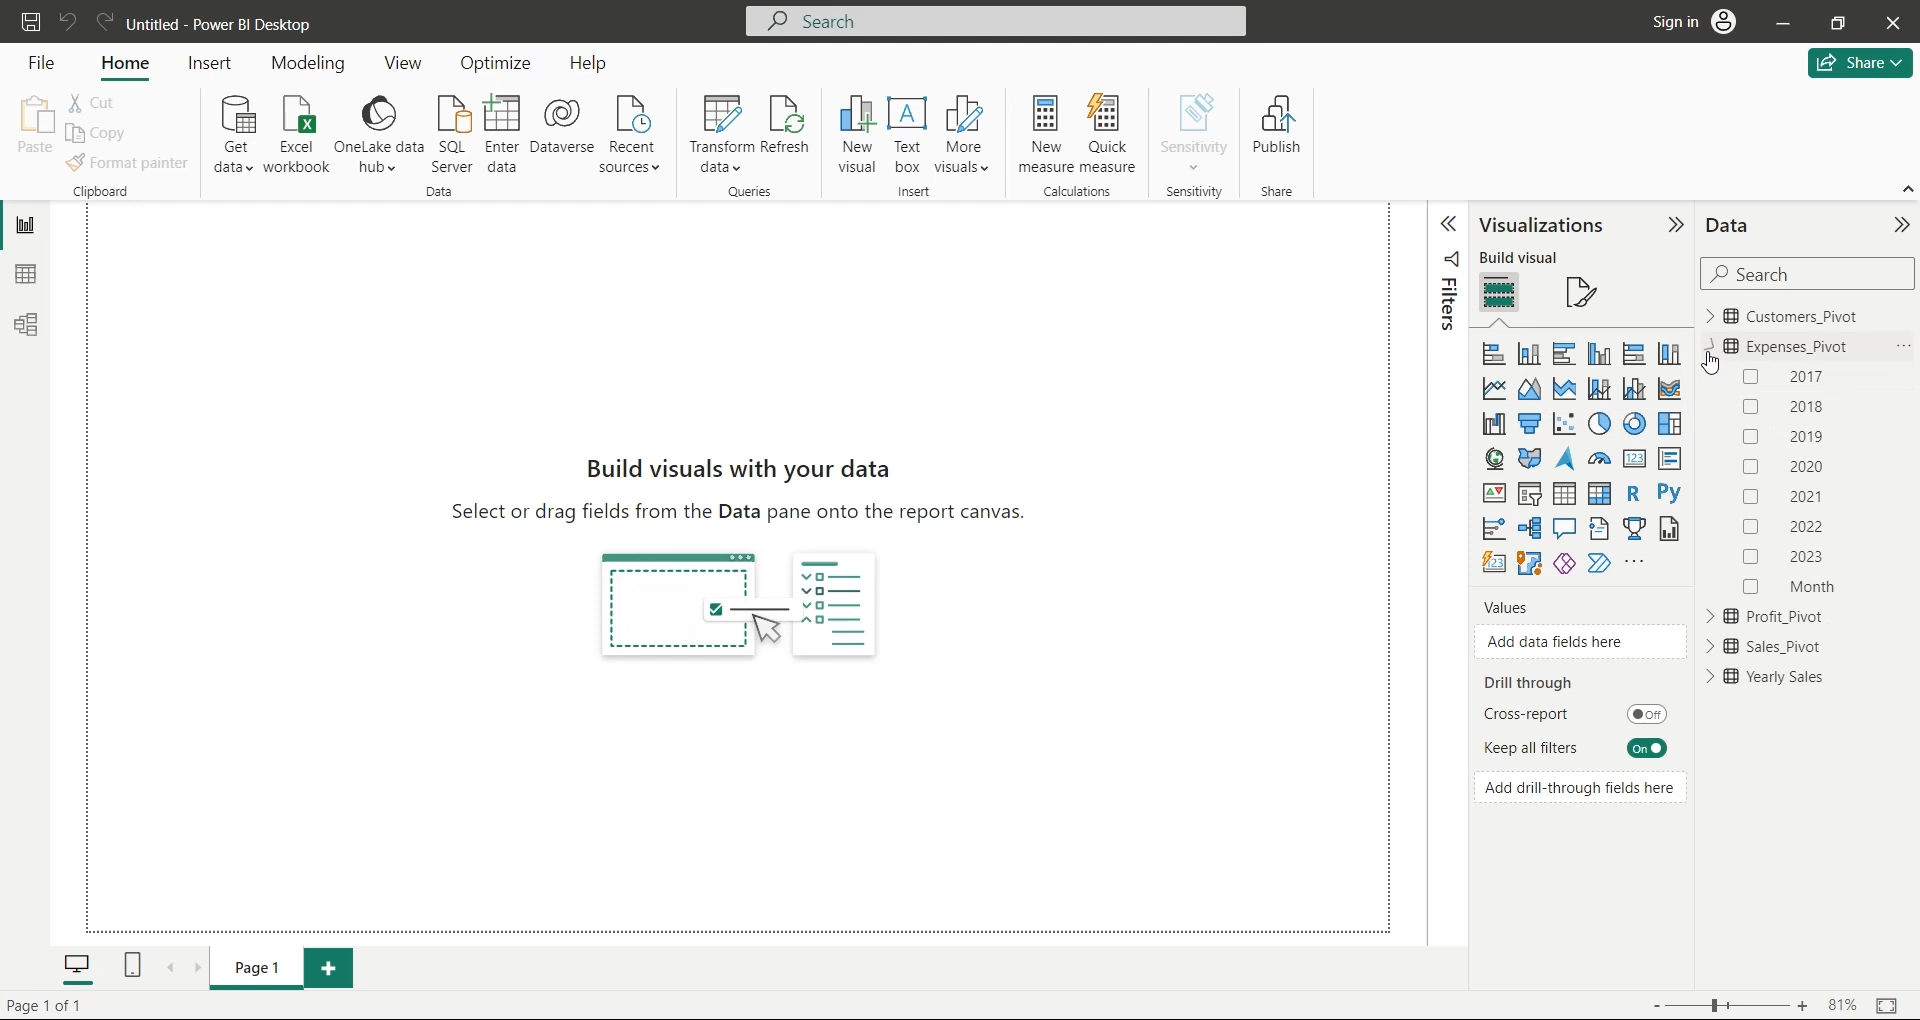 Untitled - Power BI Desktop
Search
Sign in
File Home Insert Modeling View Optimize Help
Share
Paste
Cut
Copy
Format painter
Clipboard
Get data
Excel workbook
OneLake data hub
SQL Server
Enter data
Dataverse
Recent sources
Data
Transform data
Refresh
Queries
New visual
Text box
More visuals
Insert
New measure
Quick measure
Calculations
Sensitivity
Sensitivity
Publish
Share
Build visuals with your data
Select or drag fields from the Data pane onto the report canvas.
Filters
Visualizations
Build visual
123
R
Py
123
Values
Add data fields here
Drill through
Cross-report
Off
Keep all filters
On
Add drill-through fields here
Data
Search
Customers_Pivot
Expenses_Pivot
2017
2018
2019
2020
2021
2022
2023
Month
Profit_Pivot
Sales_Pivot
Yearly Sales
Page 1
Page 1 of 1
81%